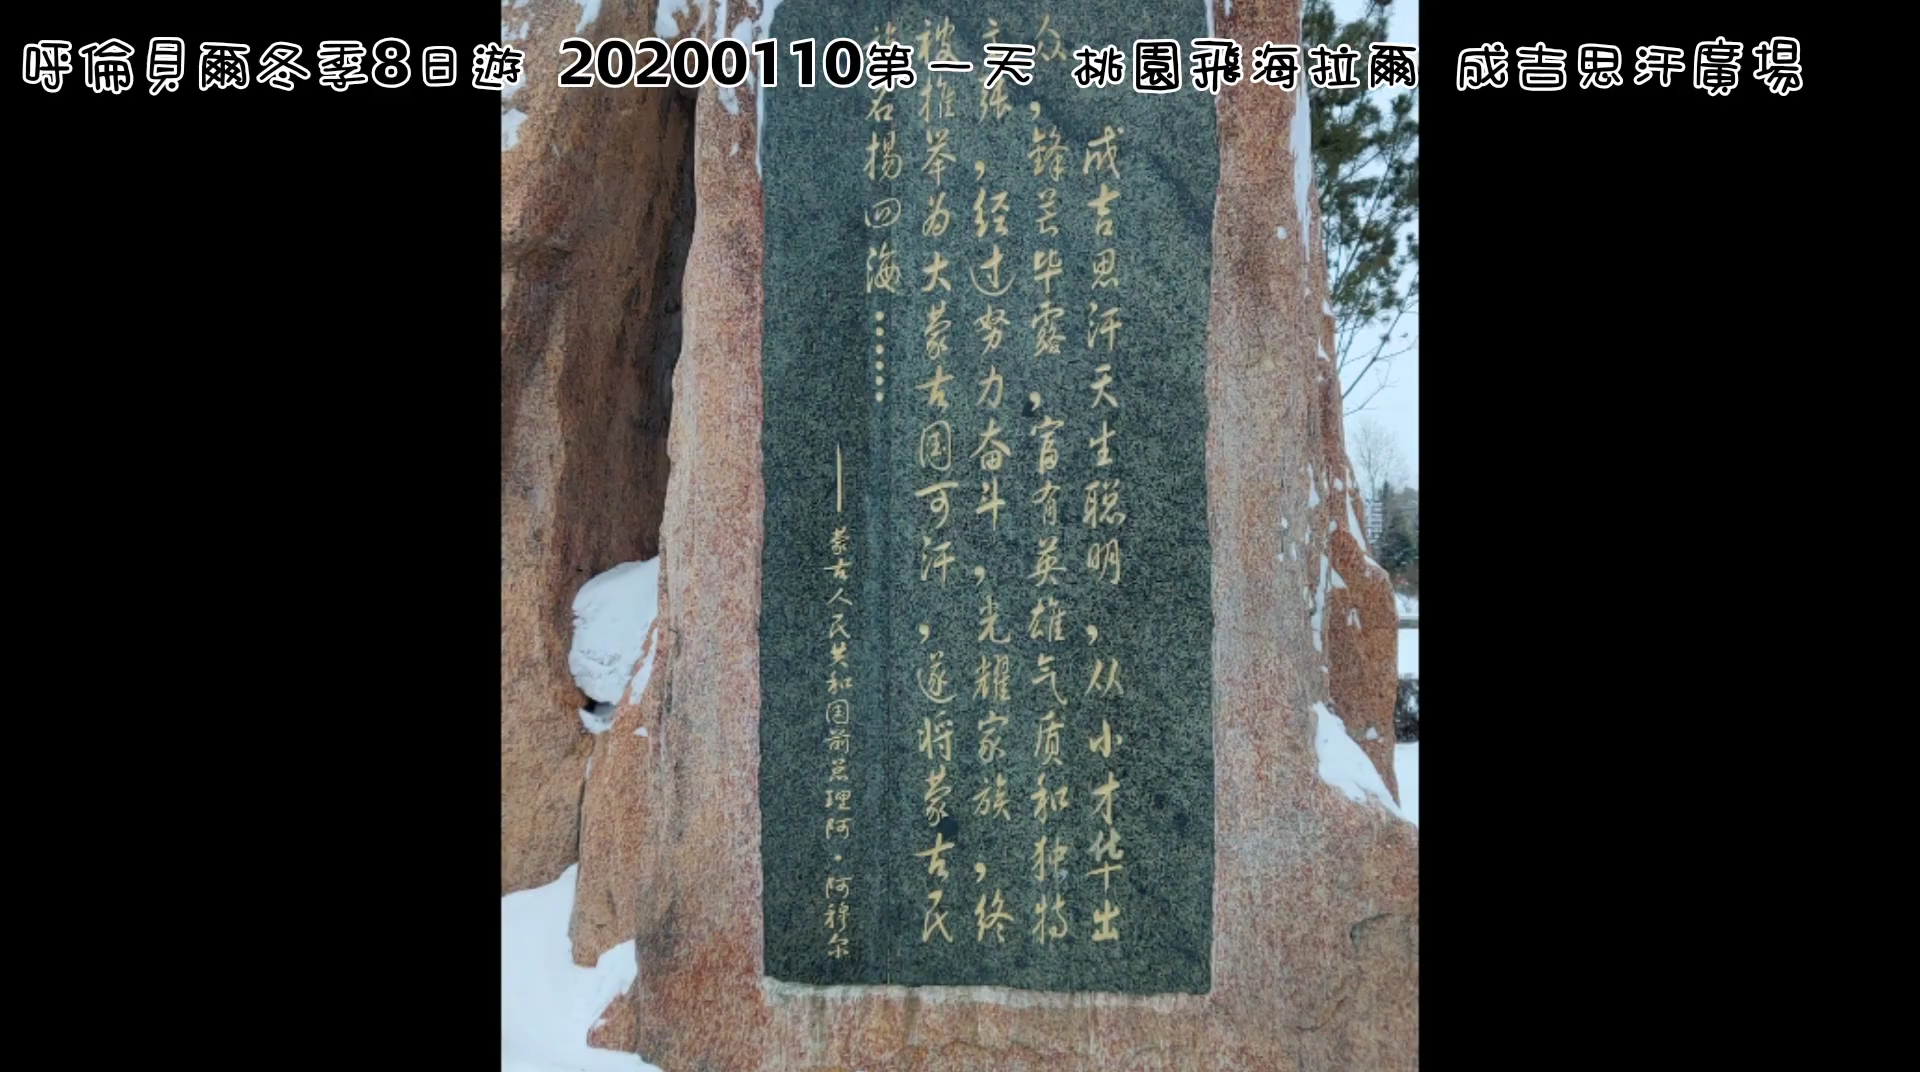 呼倫貝爾冬季8日遊 20200110第一天 桃園飛海拉爾 成吉思汗廣場
成吉思汗天生聪明,从小才华出
众,锋芒毕露,富有英雄气质和独特
主张,经过努力奋斗,光耀家族,终
被推举为大蒙古国可汗,遂将蒙古民
名揚四海……
——蒙古人民共和国前总理阿·阿穆尔